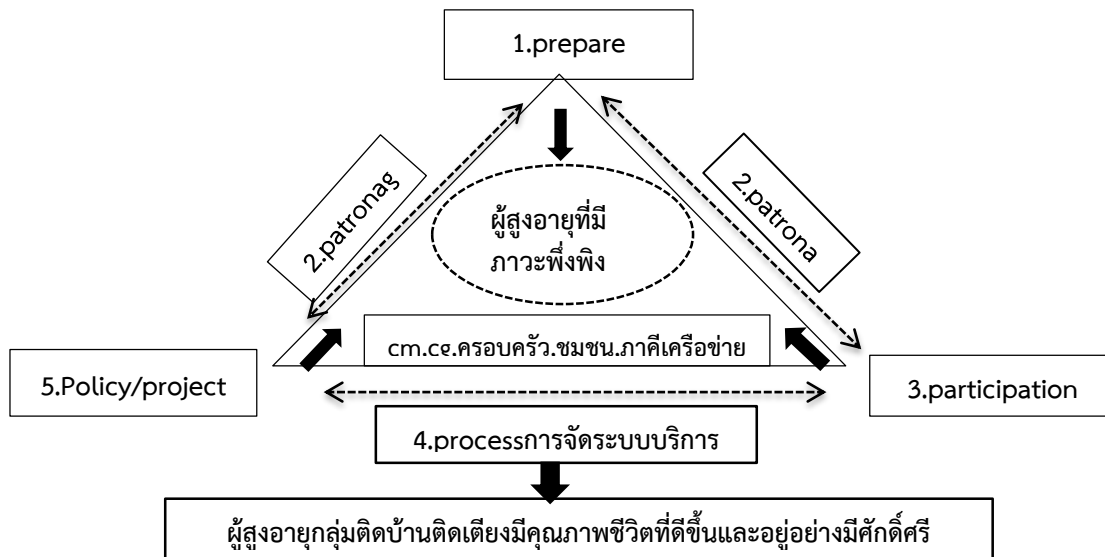 1.prepare
2.patronag
2.patrona
ผู้สูงอายุที่มี
ภาวะพึ่งพิง
cm.cg.ครอบครัว.ชมชน.ภาคีเครือข่าย
5.Policy/project
3.participation
4.processการจัดระบบบริการ
ผู้สูงอายุกลุ่มติดบ้านติดเตียงมีคุณภาพชีวิตที่ดีขึ้นและอยู่อย่างมีศักดิ์ศรี